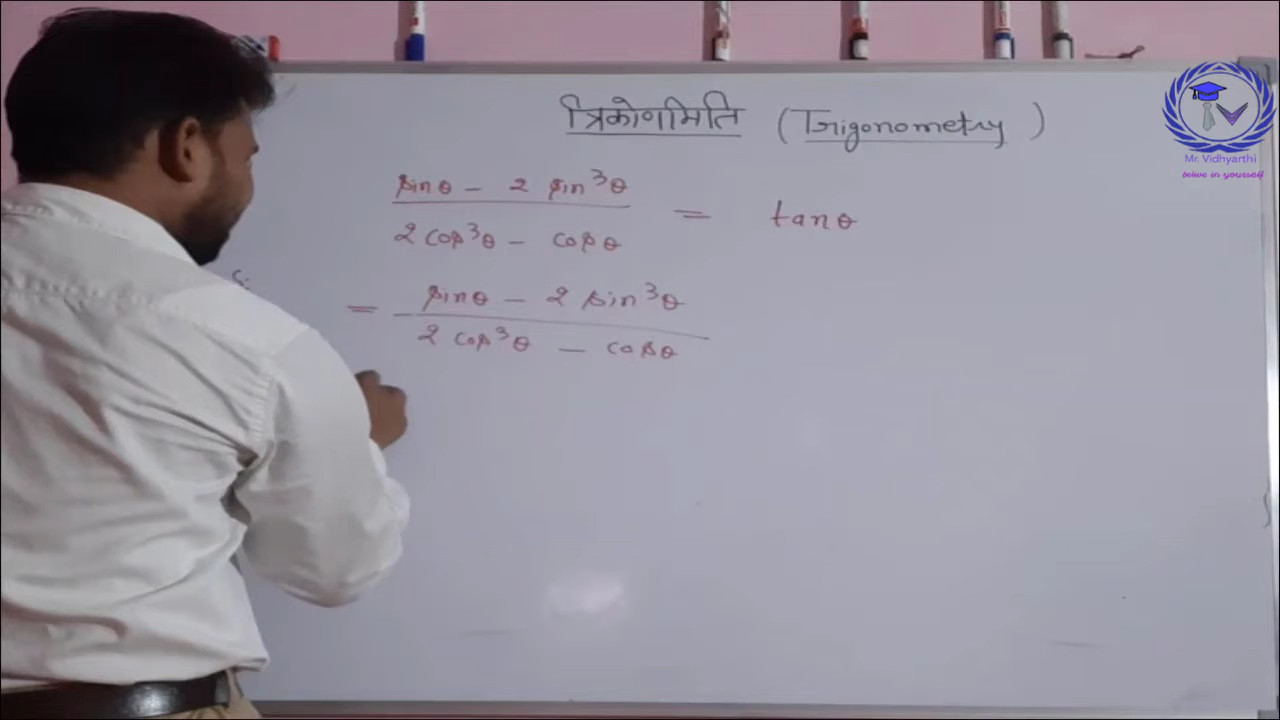 त्रिकोणमिति (Trigonometry)
sinθ - 2 sin³θ
2 cos³θ - cosθ
= tanθ
= sinθ - 2 sin³θ
2 cos³θ - cosθ
Mr. Vidhyarthi
belive in yourself